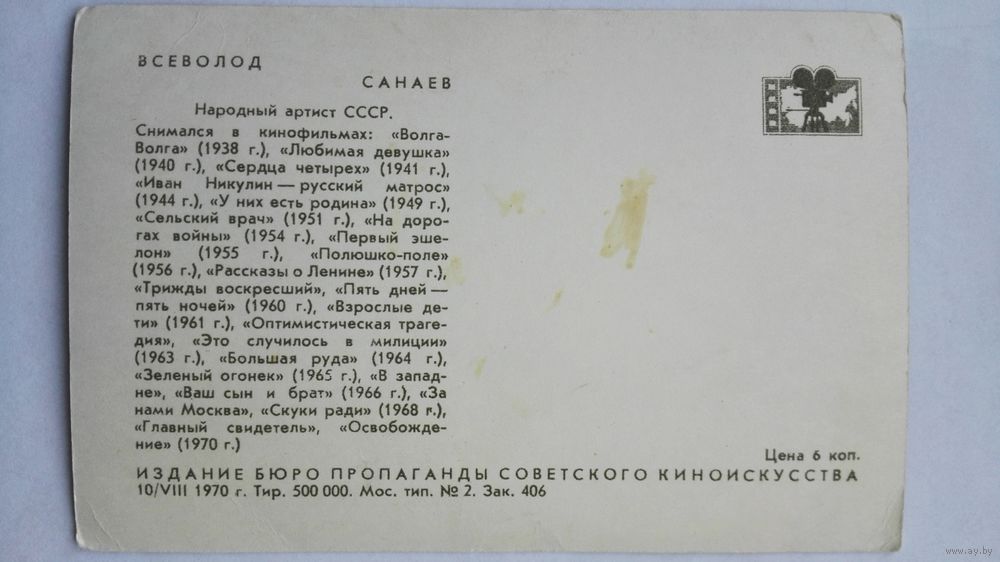 ВСЕВОЛОД
САНАЕВ
Народный артист СССР.
Снимался в кинофильмах: «Волга-
Волга» (1938 г.), «Любимая девушка»
(1940 г.), «Сердца четырех» (1941 г.),
«Иван Никулин — русский матрос»
(1944 г.), «У них есть родина» (1949 г.),
«Сельский врач» (1951 г.), «На доро-
гах войны» (1954 г.), «Первый эше-
лон» (1955 г.), «Полюшко-поле»
(1956 г.), «Рассказы о Ленине» (1957 г.),
«Трижды воскресший», «Пять дней —
пять ночей» (1960 г.), «Взрослые де-
ти» (1961 г.), «Оптимистическая траге-
дия», «Это случилось в милиции»
(1963 г.), «Большая руда» (1964 г.),
«Зеленый огонек» (1965 г.), «В запад-
не», «Ваш сын и брат» (1966 г.), «За
нами Москва», «Скуки ради» (1968 г.),
«Главный свидетель», «Освобожде-
ние» (1970 г.)
Цена 6 коп.
ИЗДАНИЕ БЮРО ПРОПАГАНДЫ СОВЕТСКОГО КИНОИСКУССТВА
10/VIII 1970 г. Тир. 500 000. Мос. тип. № 2. Зак. 406
www.ay.by